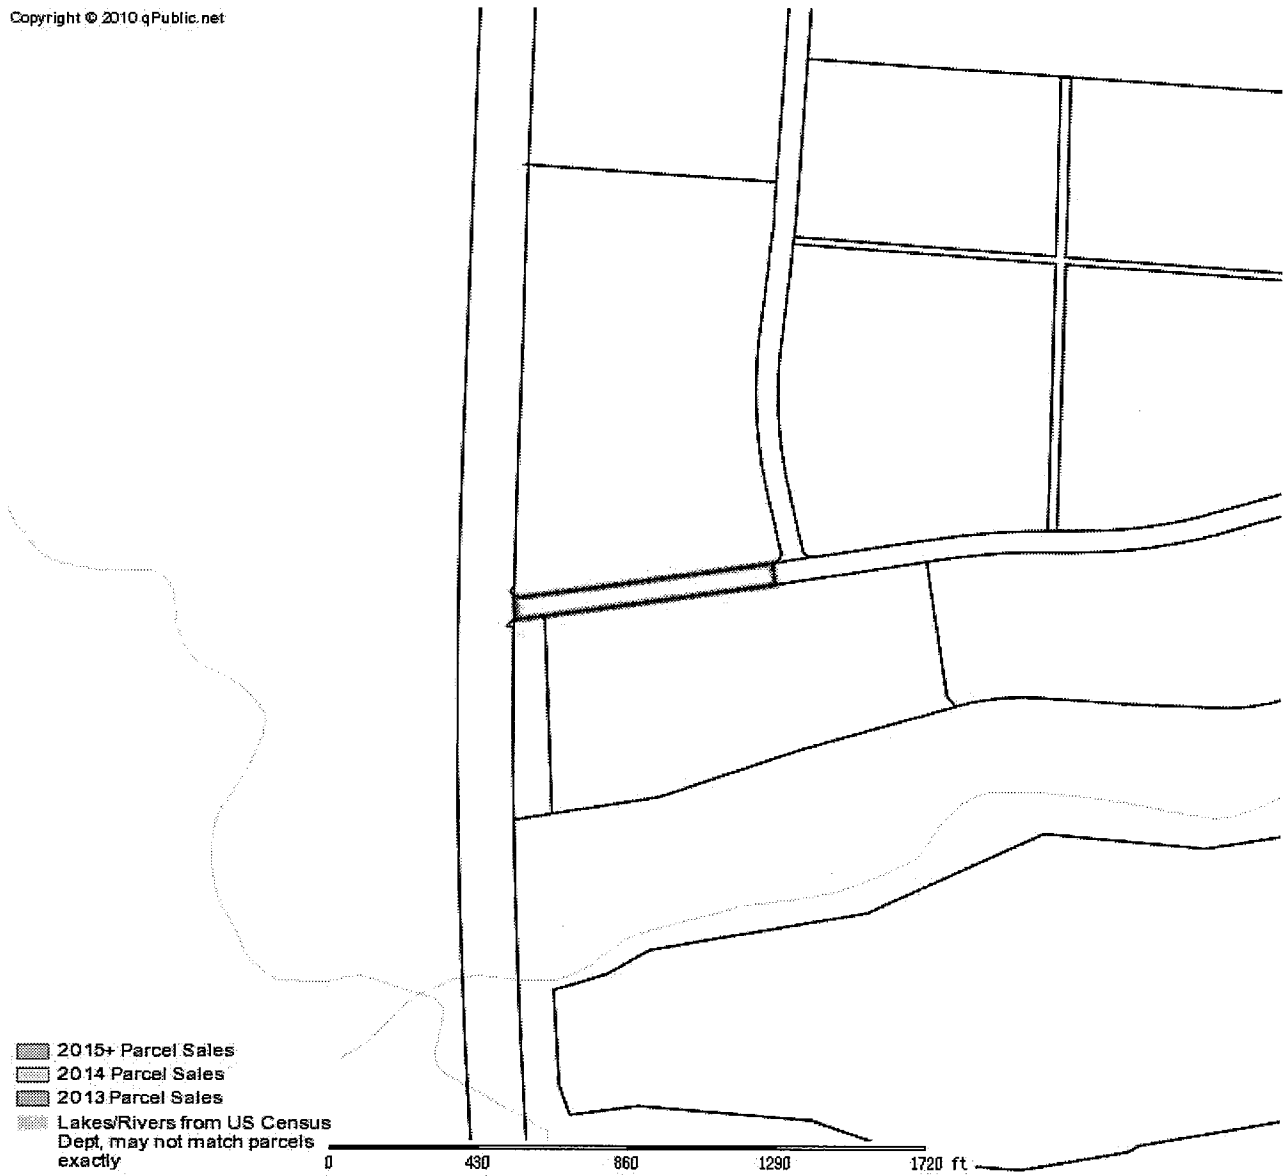 Copyright © 2010 qPublic.net
2015+ Parcel Sales
2014 Parcel Sales
2013 Parcel Sales
Lakes/Rivers from US Census
Dept, may not match parcels
exactly
0 430 860 1290 1720 ft